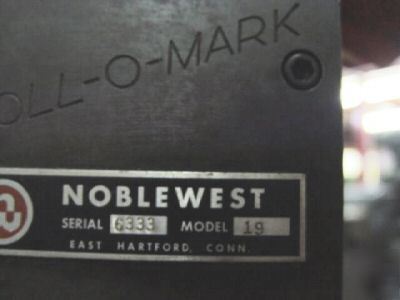 OLL-O-MARK
NOBLEWEST
SERIAL 6333 MODEL 19
EAST HARTFORD, CONN.